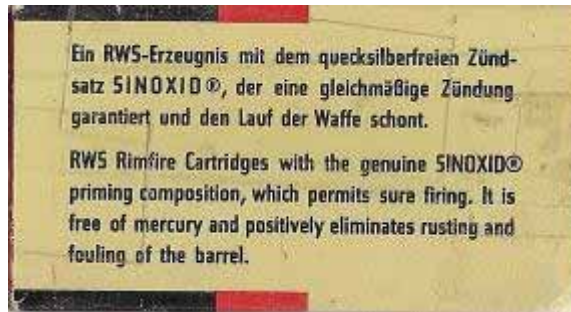 Ein RWS-Erzeugnis mit dem quecksilberfreien Zünd-
satz SINOXID®, der eine gleichmäßige Zündung
garantiert und den Lauf der Waffe schont.
RWS Rimfire Cartridges with the genuine SINOXID®
priming composition, which permits sure firing. It is
free of mercury and positively eliminates rusting and
fouling of the barrel.